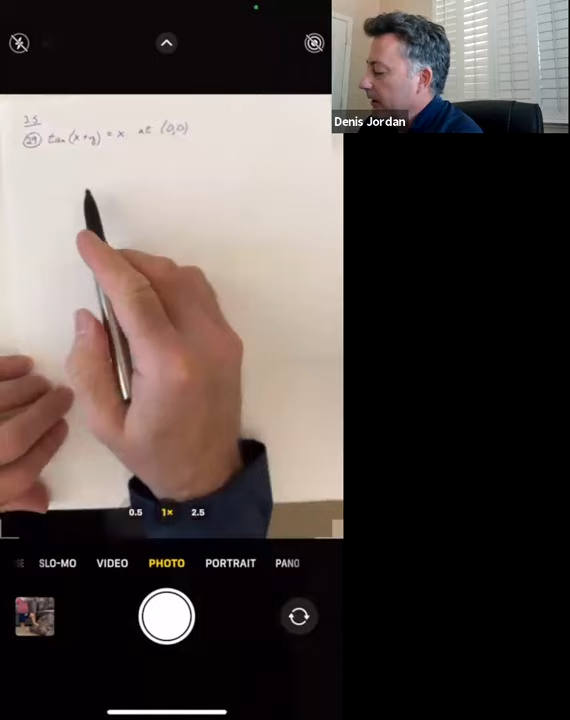 Denis Jordan
3.5
29 tan(x+y) = x at (0,0)
0.5 1× 2.5
SLO-MO VIDEO PHOTO PORTRAIT PANO